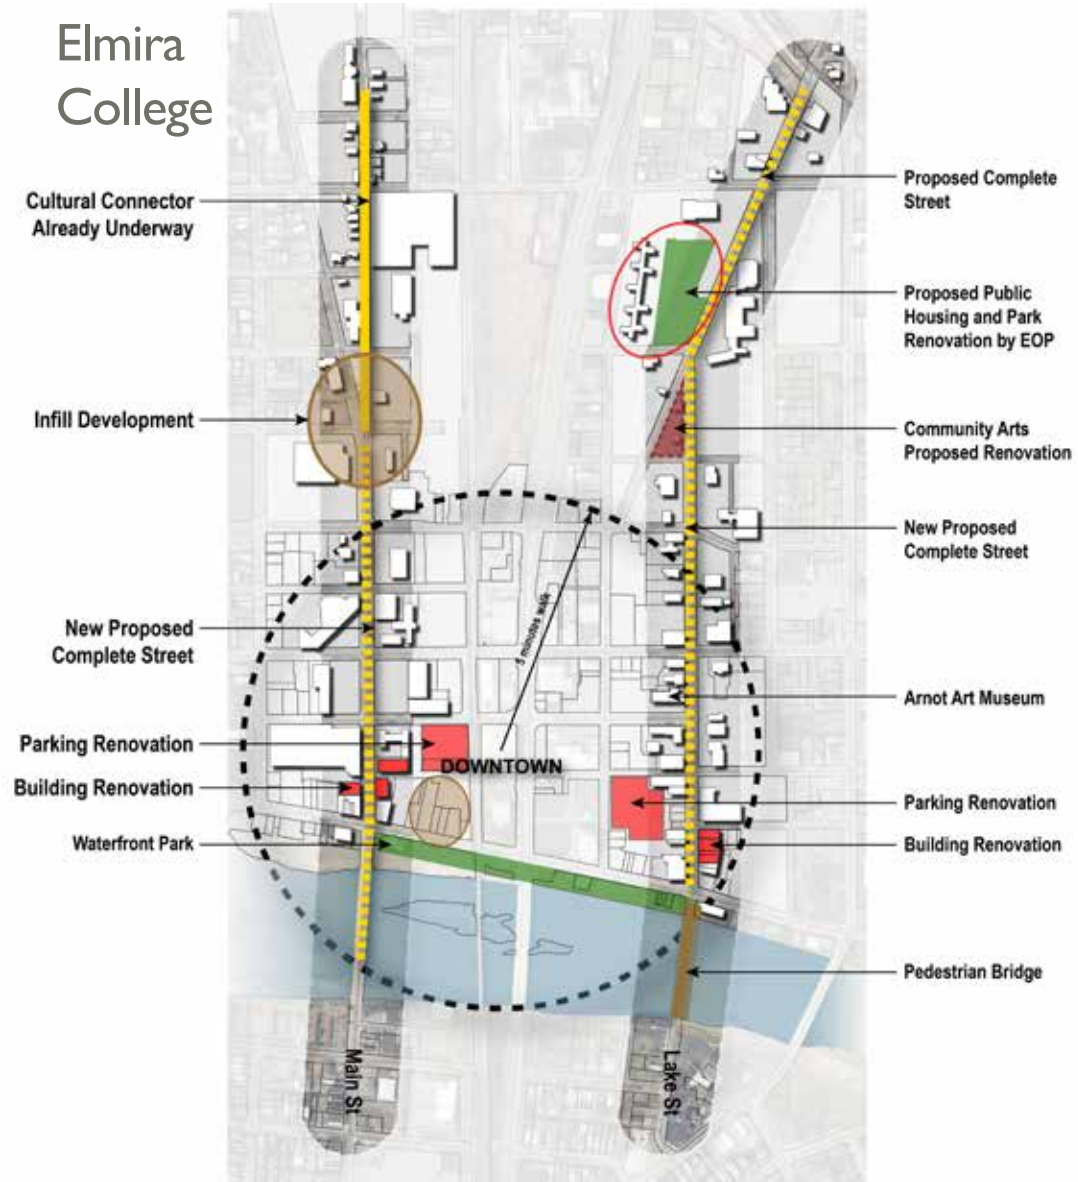 Elmira
College
Cultural Connector
Already Underway
Infill Development
New Proposed
Complete Street
Parking Renovation
Building Renovation
Waterfront Park
Proposed Complete
Street
Proposed Public
Housing and Park
Renovation by EOP
Community Arts
Proposed Renovation
New Proposed
Complete Street
Arnot Art Museum
Parking Renovation
Building Renovation
Pedestrian Bridge
5 minutes walk
DOWNTOWN
Main St
Lake St